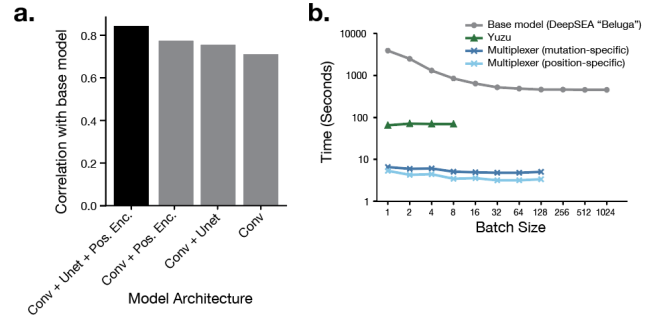 a.
Correlation with base model
0.8
0.6
0.4
0.2
0.0
Conv + Unet + Pos. Enc.
Conv + Pos. Enc.
Conv + Unet
Conv
Model Architecture
b.
Base model (DeepSEA “Beluga”)
Yuzu
Multiplexer (mutation-specific)
Multiplexer (position-specific)
Time (Seconds)
10000
1000
100
10
1
1 2 4 8 16 32 64 128 256 512 1024
Batch Size